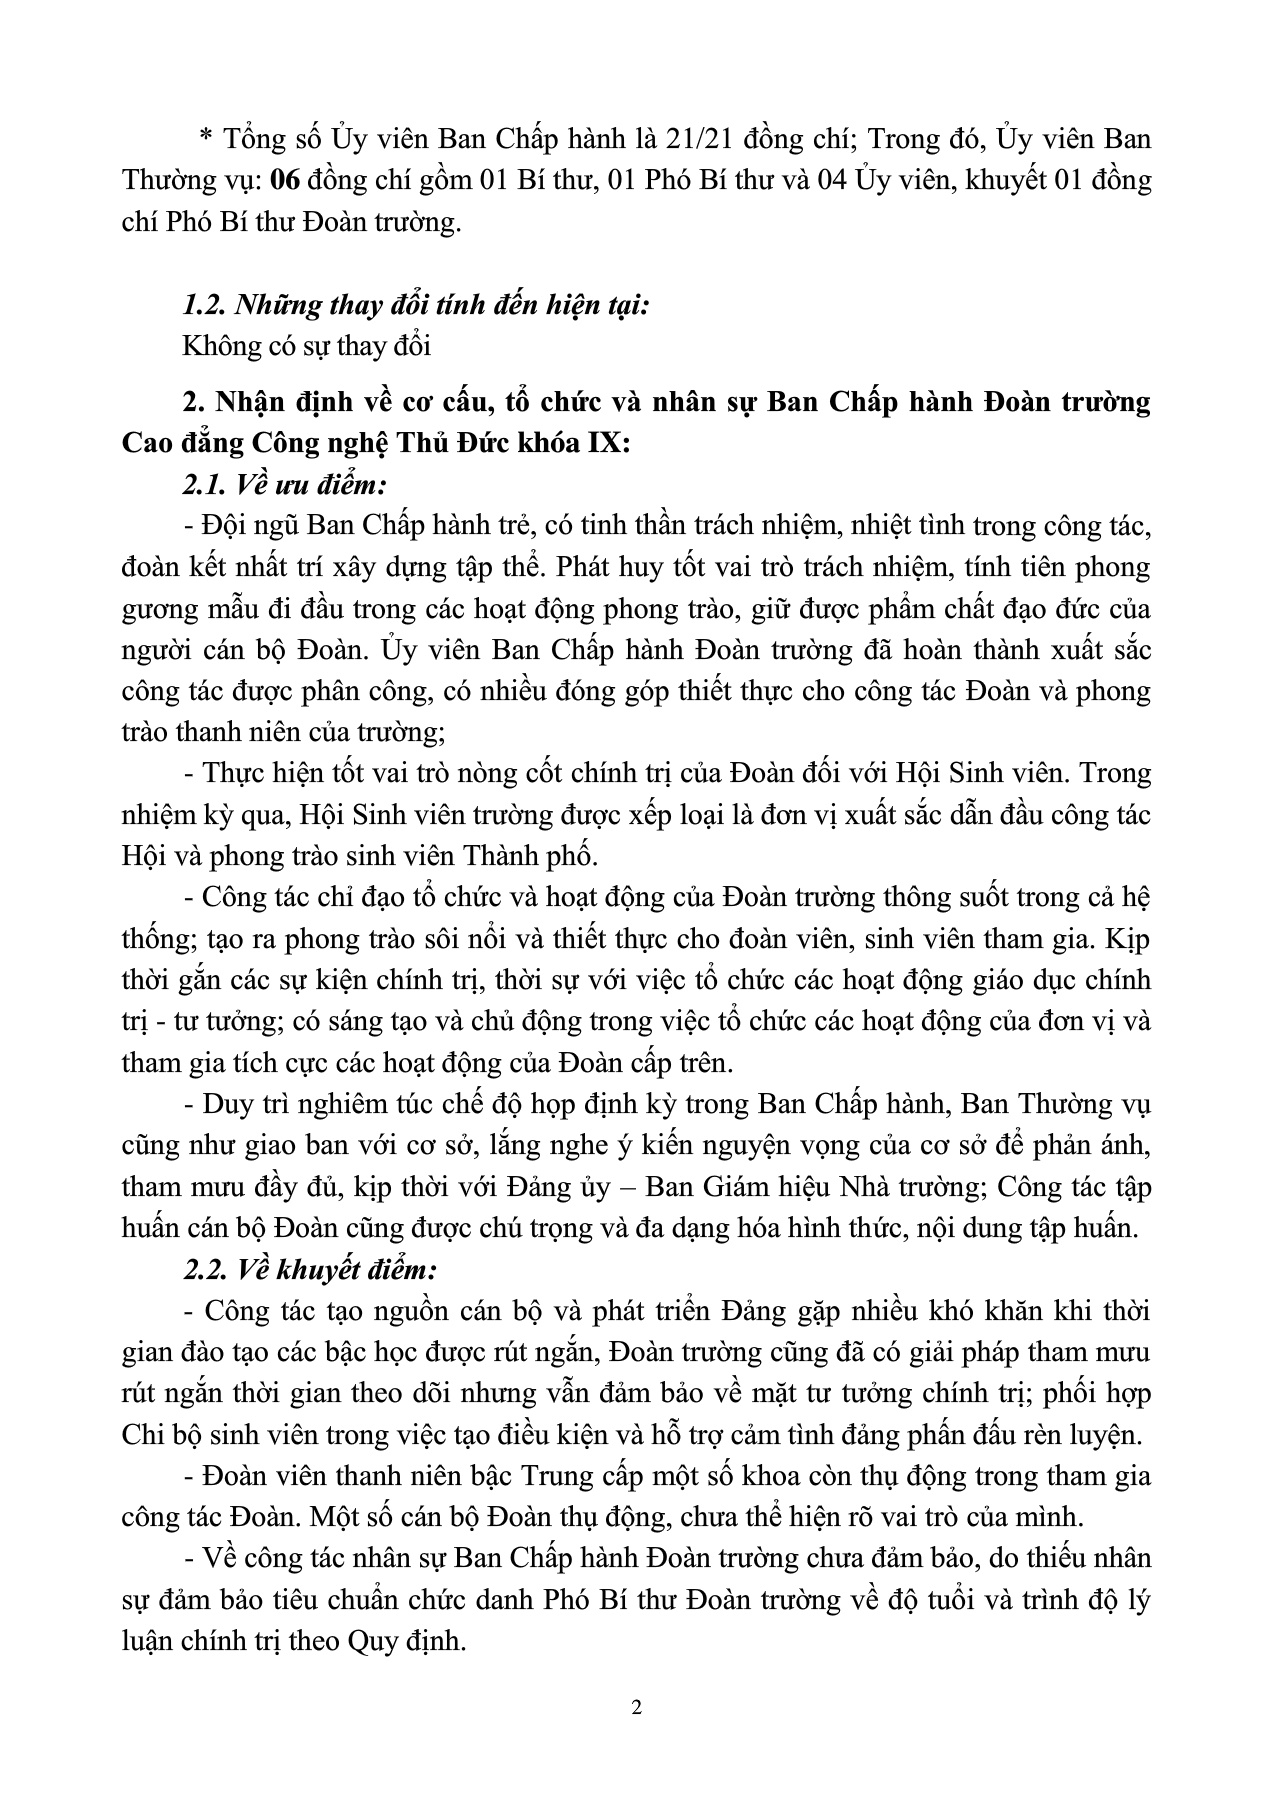 * Tổng số Ủy viên Ban Chấp hành là 21/21 đồng chí; Trong đó, Ủy viên Ban
Thường vụ: 06 đồng chí gồm 01 Bí thư, 01 Phó Bí thư và 04 Ủy viên, khuyết 01 đồng
chí Phó Bí thư Đoàn trường.
1.2. Những thay đổi tính đến hiện tại:
Không có sự thay đổi
2. Nhận định về cơ cấu, tổ chức và nhân sự Ban Chấp hành Đoàn trường
Cao đẳng Công nghệ Thủ Đức khóa IX:
2.1. Về ưu điểm:
- Đội ngũ Ban Chấp hành trẻ, có tinh thần trách nhiệm, nhiệt tình trong công tác,
đoàn kết nhất trí xây dựng tập thể. Phát huy tốt vai trò trách nhiệm, tính tiên phong
gương mẫu đi đầu trong các hoạt động phong trào, giữ được phẩm chất đạo đức của
người cán bộ Đoàn. Ủy viên Ban Chấp hành Đoàn trường đã hoàn thành xuất sắc
công tác được phân công, có nhiều đóng góp thiết thực cho công tác Đoàn và phong
trào thanh niên của trường;
- Thực hiện tốt vai trò nòng cốt chính trị của Đoàn đối với Hội Sinh viên. Trong
nhiệm kỳ qua, Hội Sinh viên trường được xếp loại là đơn vị xuất sắc dẫn đầu công tác
Hội và phong trào sinh viên Thành phố.
- Công tác chỉ đạo tổ chức và hoạt động của Đoàn trường thông suốt trong cả hệ
thống; tạo ra phong trào sôi nổi và thiết thực cho đoàn viên, sinh viên tham gia. Kịp
thời gắn các sự kiện chính trị, thời sự với việc tổ chức các hoạt động giáo dục chính
trị - tư tưởng; có sáng tạo và chủ động trong việc tổ chức các hoạt động của đơn vị và
tham gia tích cực các hoạt động của Đoàn cấp trên.
- Duy trì nghiêm túc chế độ họp định kỳ trong Ban Chấp hành, Ban Thường vụ
cũng như giao ban với cơ sở, lắng nghe ý kiến nguyện vọng của cơ sở để phản ánh,
tham mưu đầy đủ, kịp thời với Đảng ủy – Ban Giám hiệu Nhà trường; Công tác tập
huấn cán bộ Đoàn cũng được chú trọng và đa dạng hóa hình thức, nội dung tập huấn.
2.2. Về khuyết điểm:
- Công tác tạo nguồn cán bộ và phát triển Đảng gặp nhiều khó khăn khi thời
gian đào tạo các bậc học được rút ngắn, Đoàn trường cũng đã có giải pháp tham mưu
rút ngắn thời gian theo dõi nhưng vẫn đảm bảo về mặt tư tưởng chính trị; phối hợp
Chi bộ sinh viên trong việc tạo điều kiện và hỗ trợ cảm tình đảng phấn đấu rèn luyện.
- Đoàn viên thanh niên bậc Trung cấp một số khoa còn thụ động trong tham gia
công tác Đoàn. Một số cán bộ Đoàn thụ động, chưa thể hiện rõ vai trò của mình.
- Về công tác nhân sự Ban Chấp hành Đoàn trường chưa đảm bảo, do thiếu nhân
sự đảm bảo tiêu chuẩn chức danh Phó Bí thư Đoàn trường về độ tuổi và trình độ lý
luận chính trị theo Quy định.
2